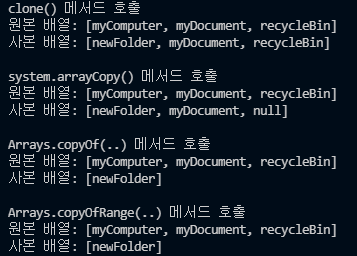 clone() 메서드 호출
원본 배열: [myComputer, myDocument, recycleBin]
사본 배열: [newFolder, myDocument, recycleBin]
system.arrayCopy() 메서드 호출
원본 배열: [myComputer, myDocument, recycleBin]
사본 배열: [newFolder, myDocument, null]
Arrays.copyOf(..) 메서드 호출
원본 배열: [myComputer, myDocument, recycleBin]
사본 배열: [newFolder]
Arrays.copyOfRange(..) 메서드 호출
원본 배열: [myComputer, myDocument, recycleBin]
사본 배열: [newFolder]